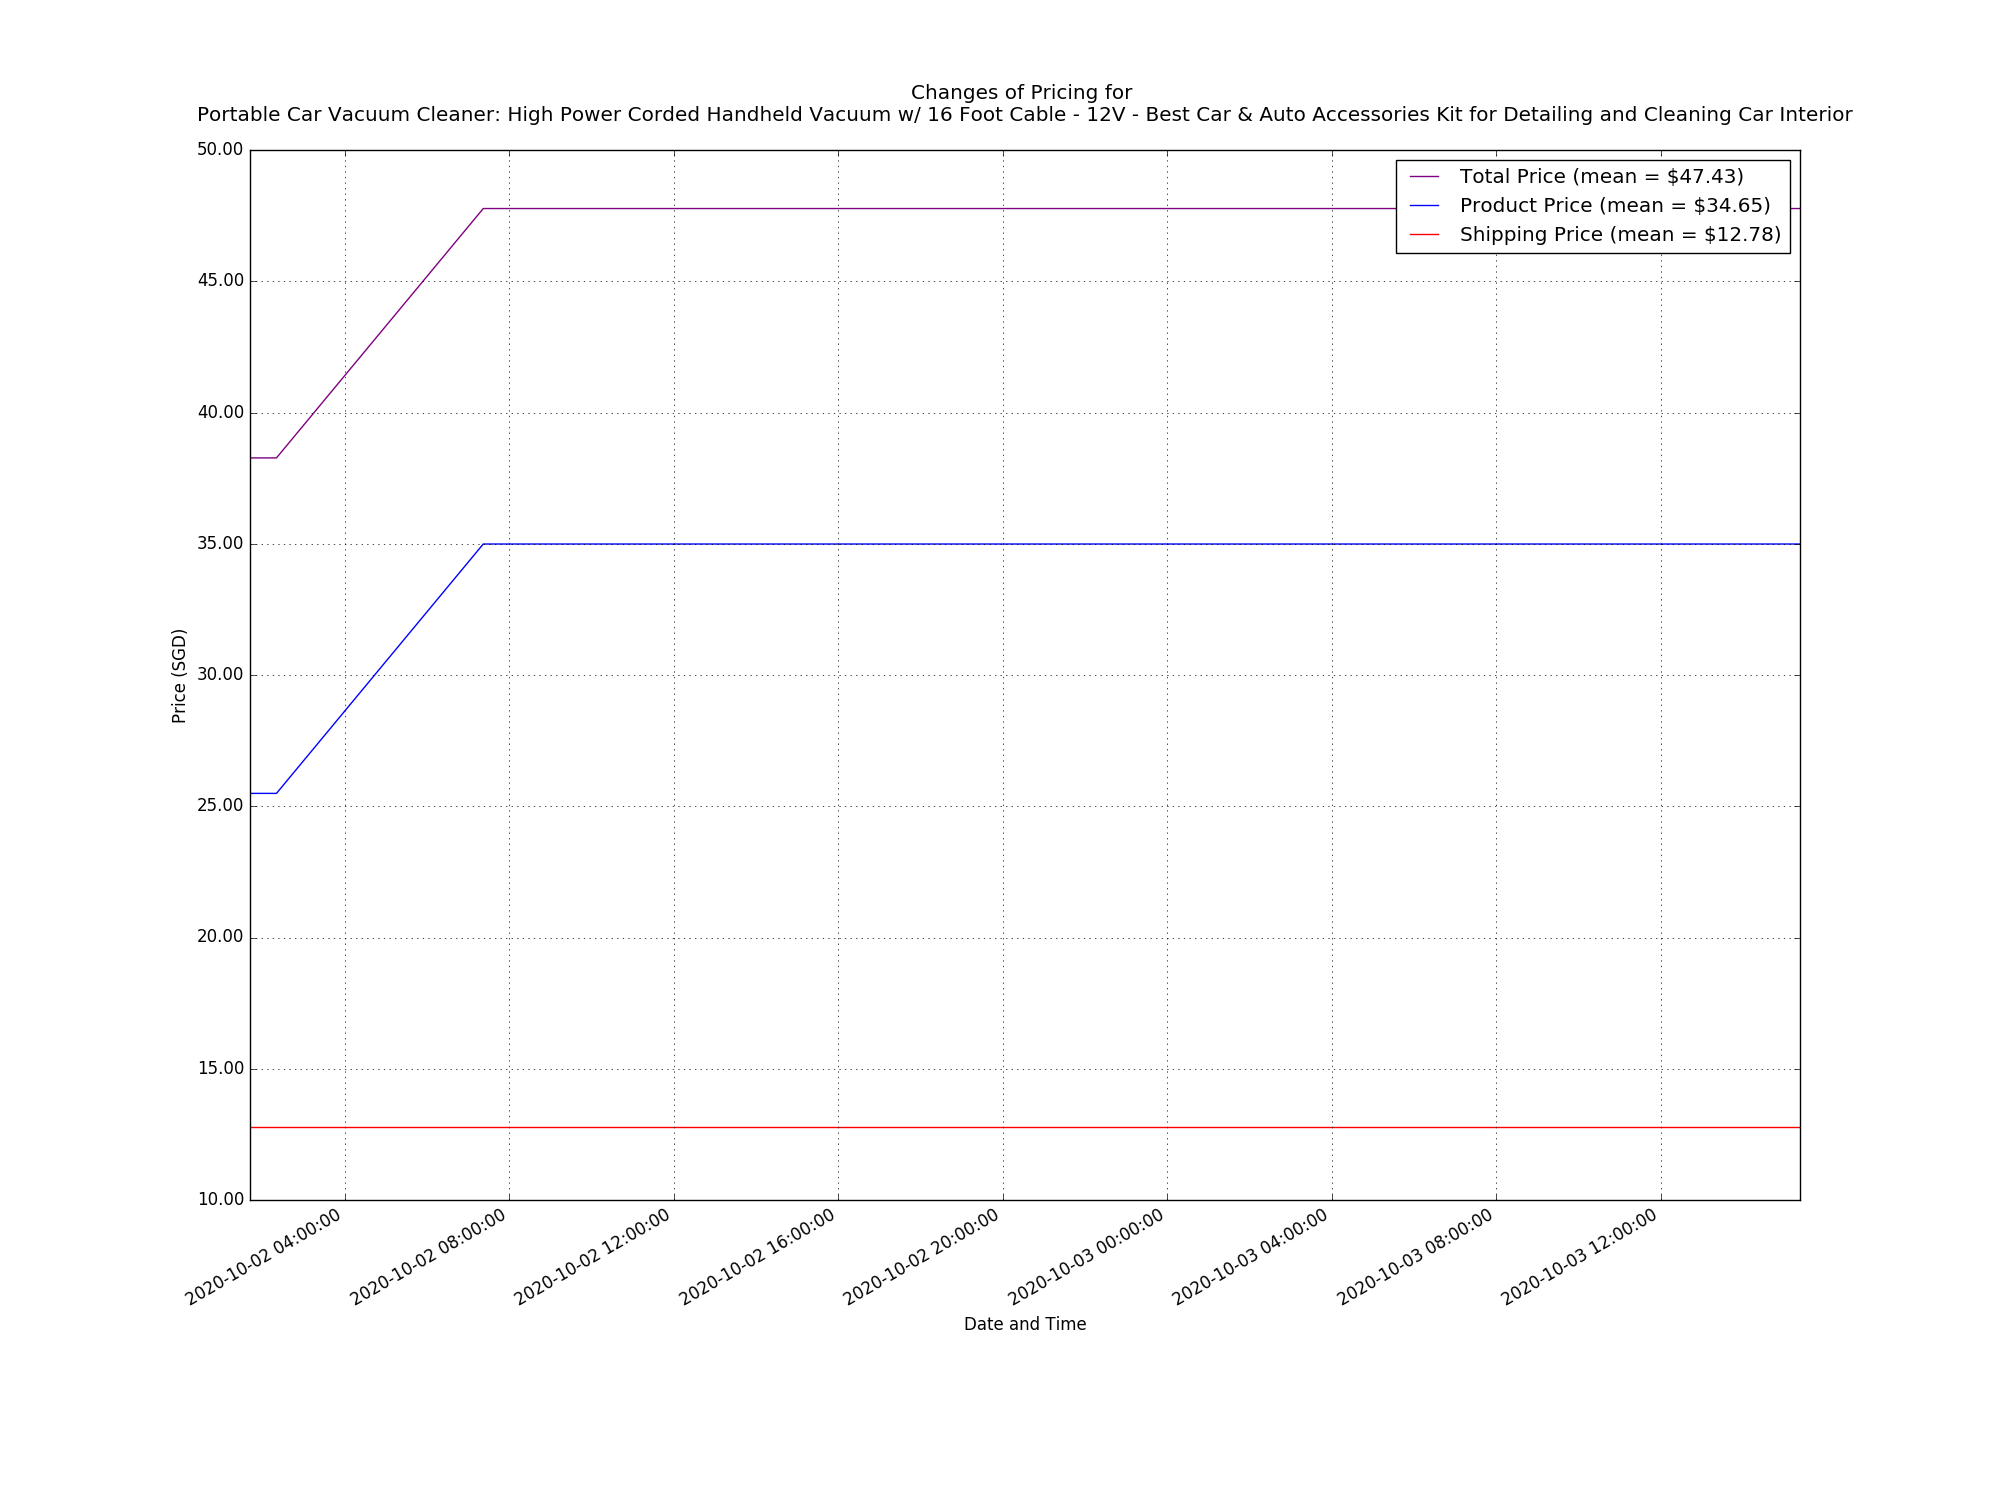 Changes of Pricing for
Portable Car Vacuum Cleaner: High Power Corded Handheld Vacuum w/ 16 Foot Cable - 12V - Best Car & Auto Accessories Kit for Detailing and Cleaning Car Interior
Total Price (mean = $47.43)
Product Price (mean = $34.65)
Shipping Price (mean = $12.78)
50.00
45.00
40.00
35.00
30.00
25.00
20.00
15.00
10.00
Price (SGD)
2020-10-02 04:00:00
2020-10-02 08:00:00
2020-10-02 12:00:00
2020-10-02 16:00:00
2020-10-02 20:00:00
2020-10-03 00:00:00
2020-10-03 04:00:00
2020-10-03 08:00:00
2020-10-03 12:00:00
Date and Time